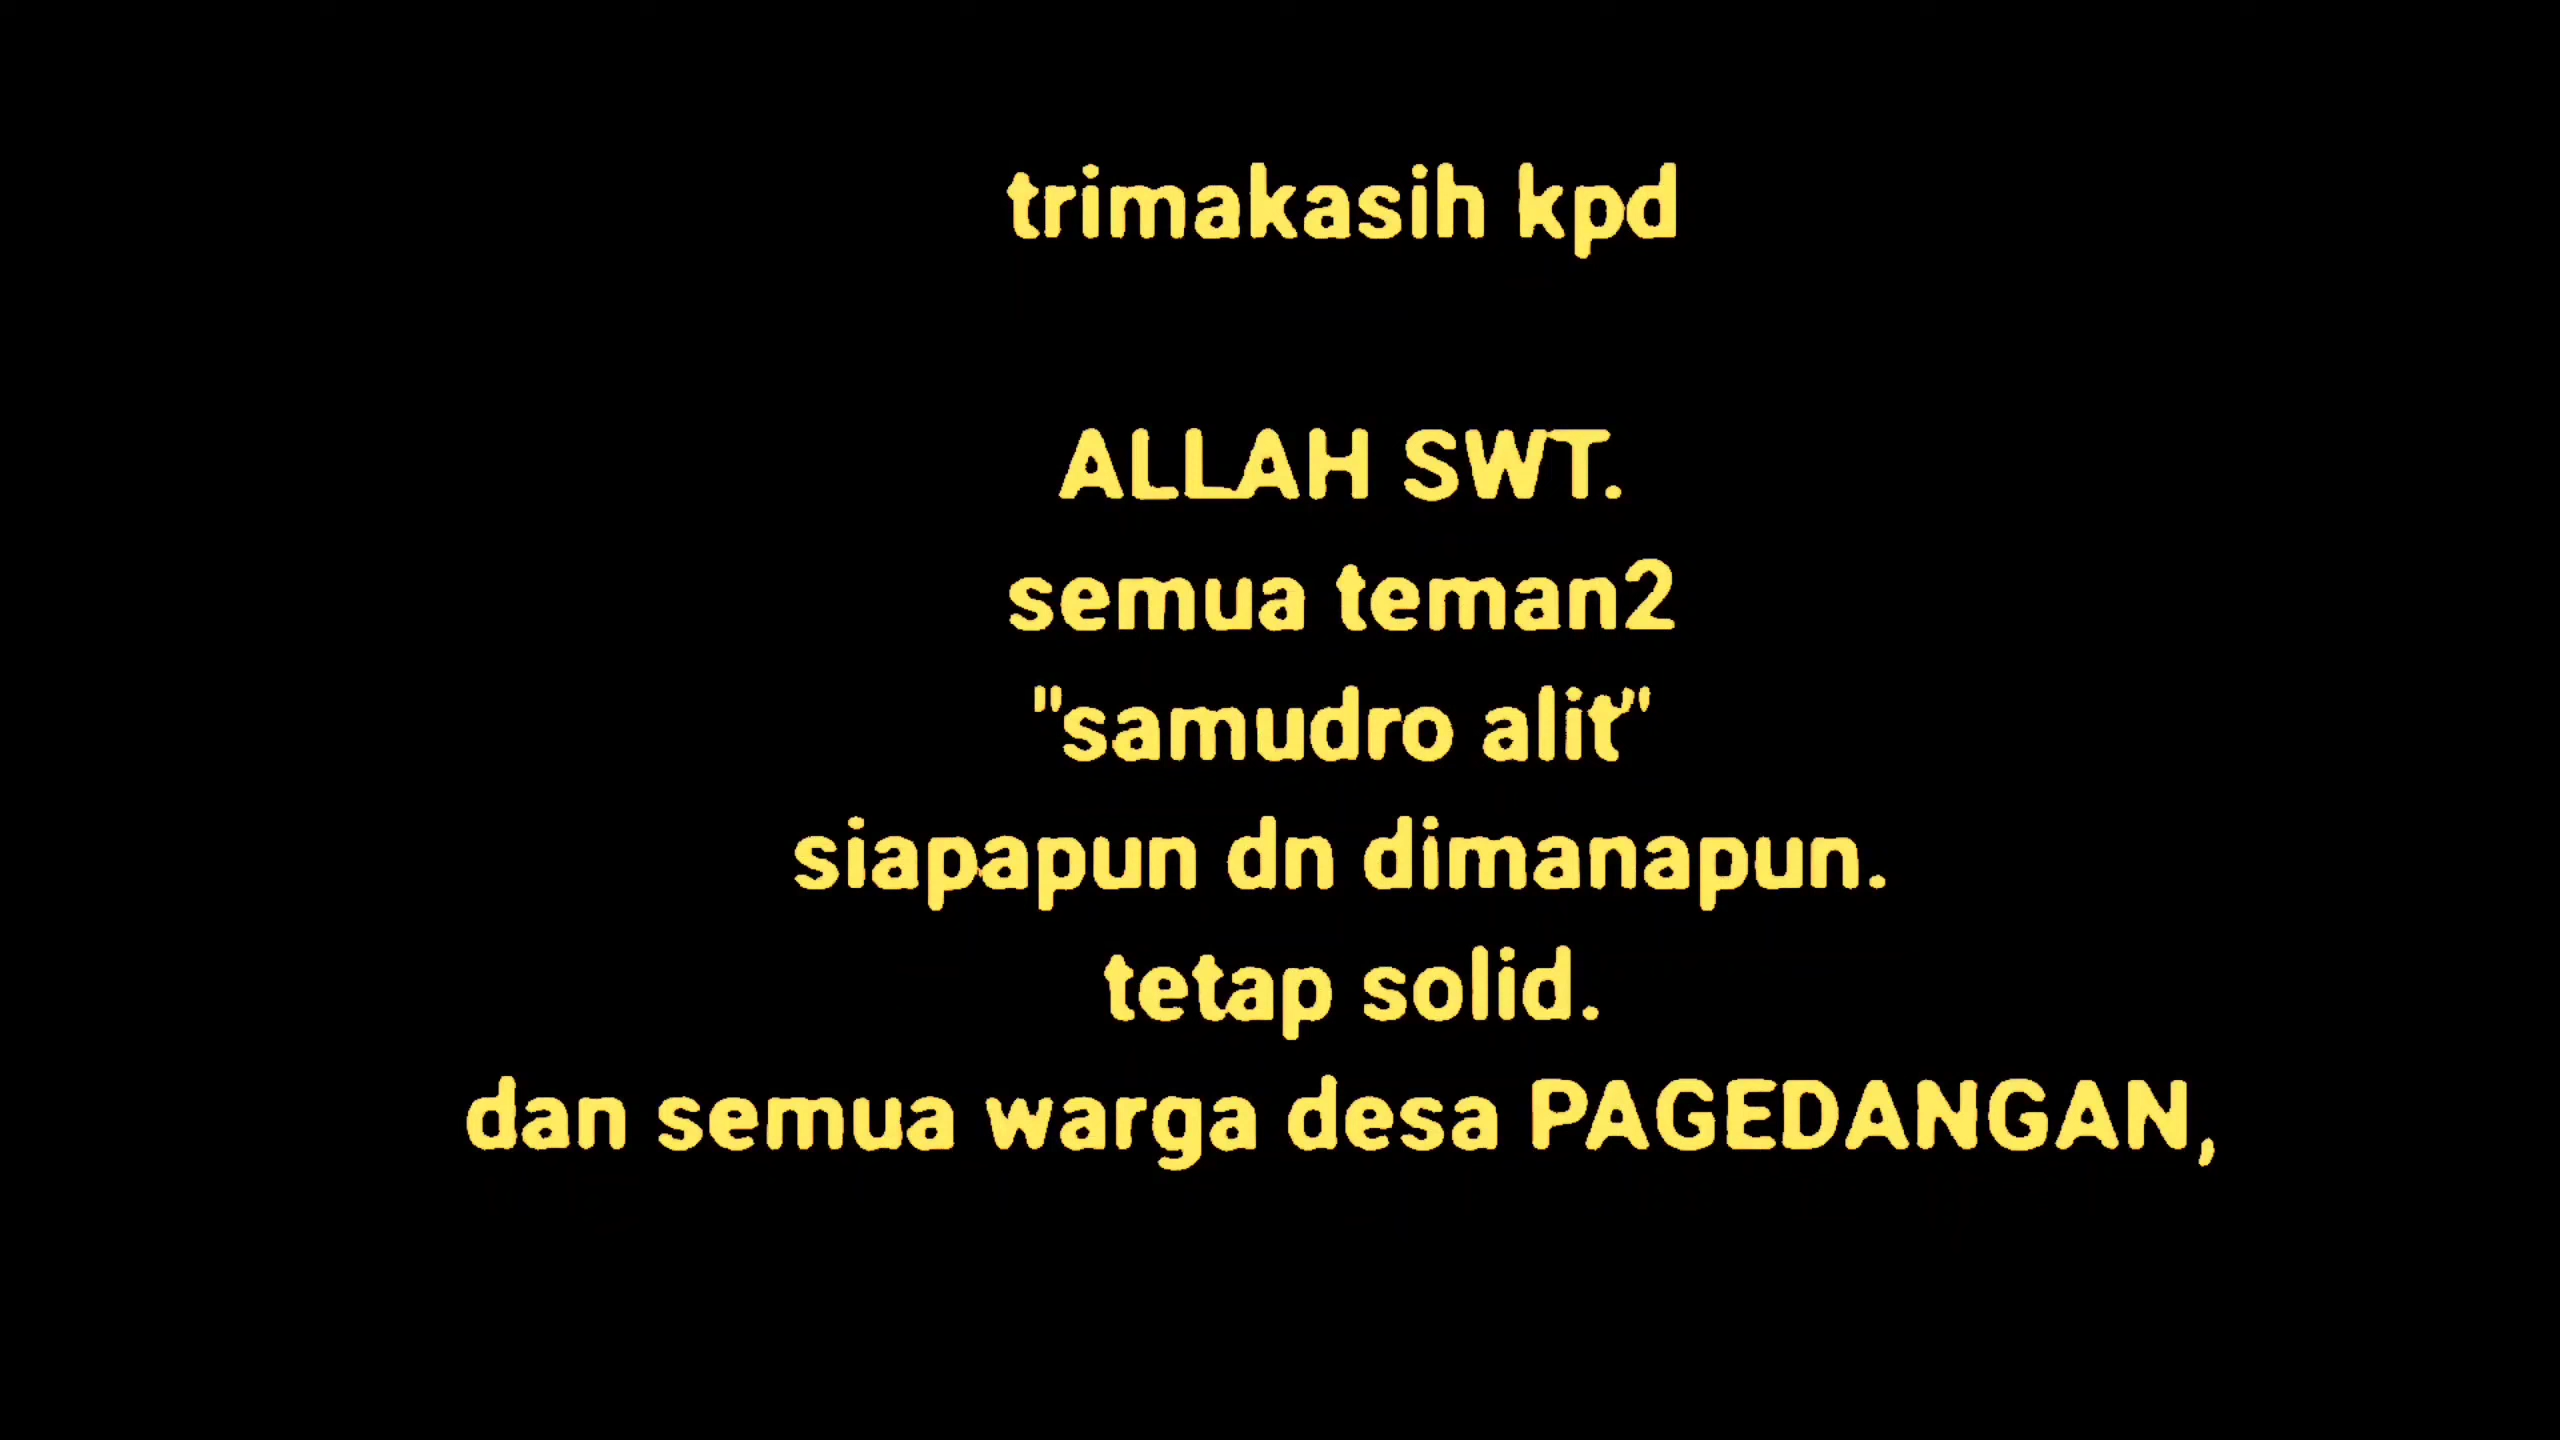 trimakasih kpd
ALLAH SWT.
semua teman2
"samudro alit"
siapapun dn dimanapun.
tetap solid.
dan semua warga desa PAGEDANGAN,